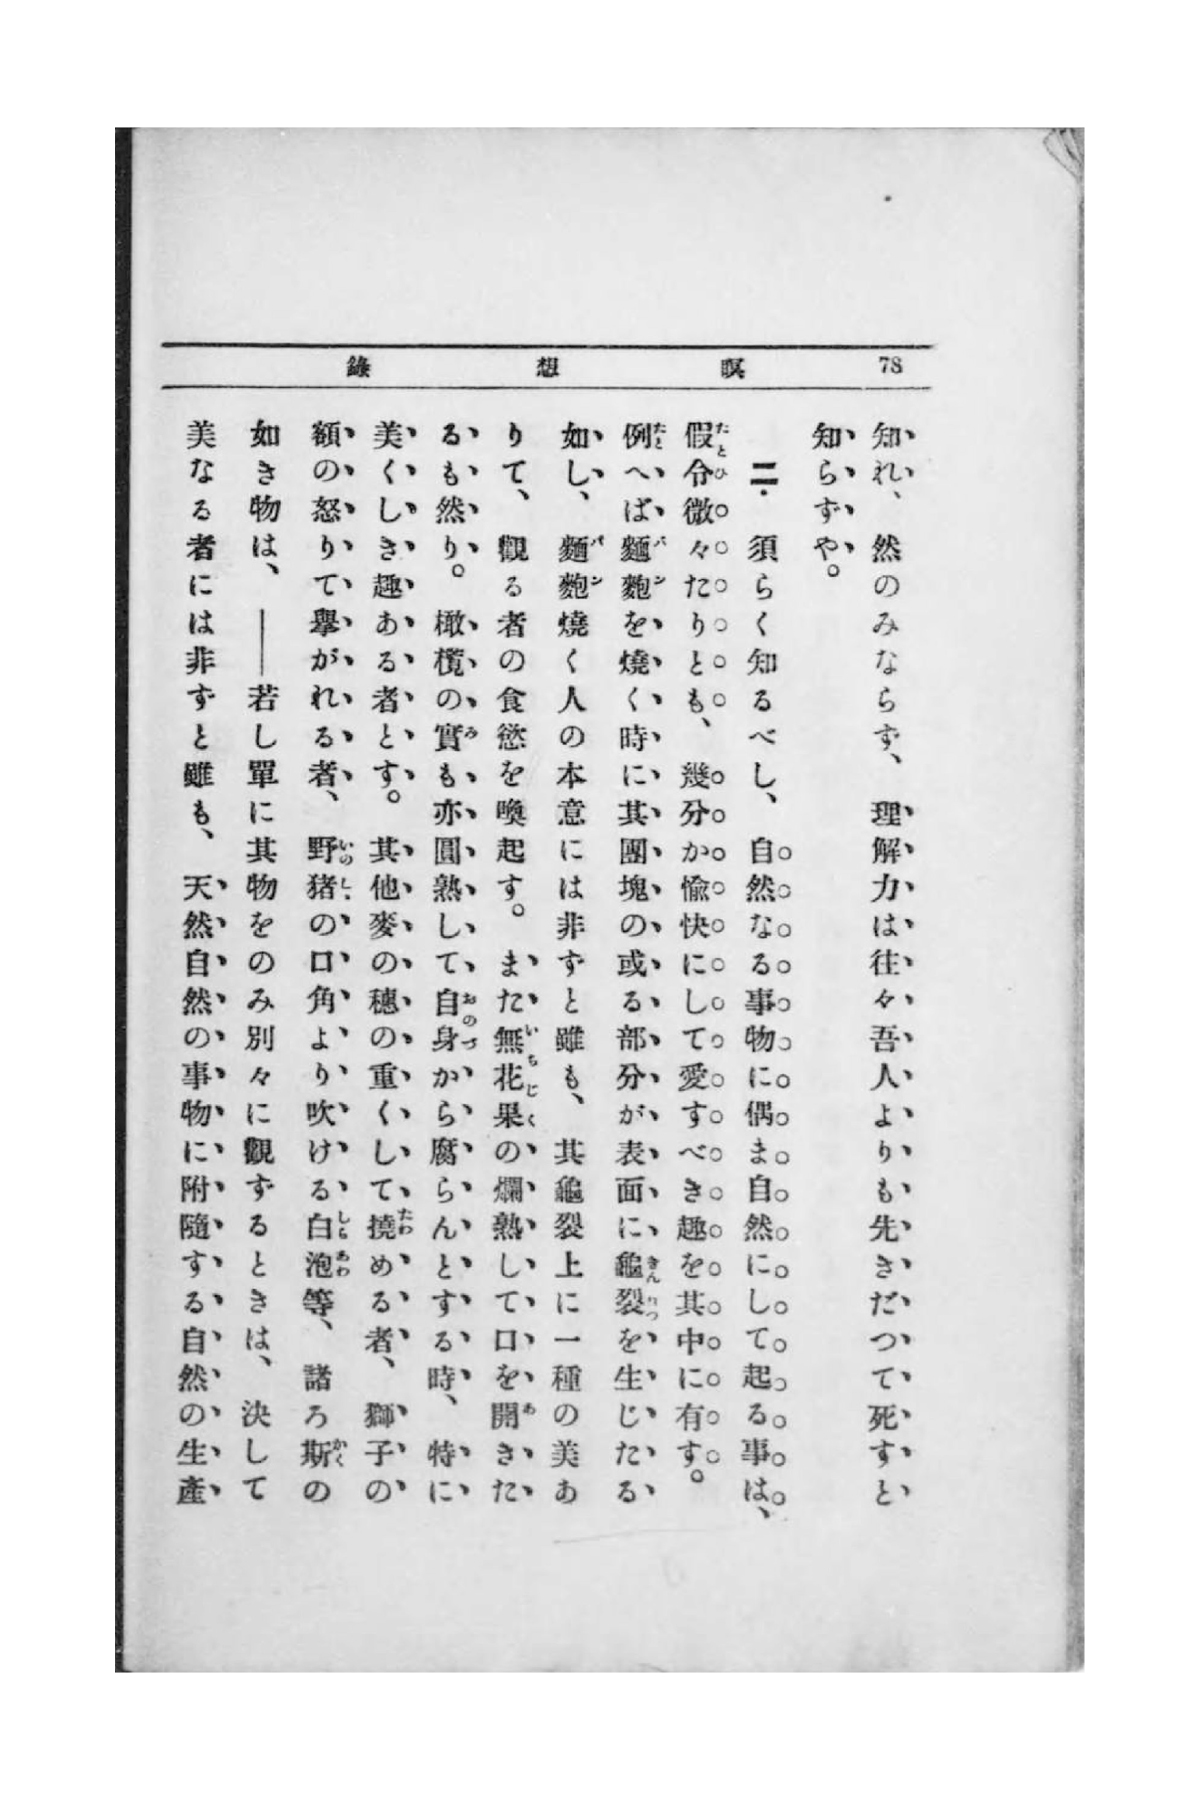 78 瞑想錄
知れ、然のみならず、理解力は往々吾人よりも先きだつて死すと
知らずや。
二. 須らく知るべし、自然なる事物に偶ま自然にして起る事は、
假令微々たりとも、幾分か愉快にして愛すべき趣を其中に有す。
例へば麵麭を燒く時に其團塊の或る部分が表面に龜裂を生じたる
如し、麵麭燒く人の本意には非ずと雖も、其龜裂上に一種の美あ
りて、觀る者の食慾を喚起す。また無花果の爛熟して口を開きた
るも然り。橄欖の實も亦圓熟して自身から腐らんとする時、特に
美くしき趣ある者とす。其他麥の穗の重くして撓める者、獅子の
額の怒りて擧がれる者、野猪の口角より吹ける白泡等、諸ろ斯の
如き物は、――若し單に其物をのみ別々に觀ずるときは、決して
美なる者には非ずと雖も、天然自然の事物に附隨する自然の生產